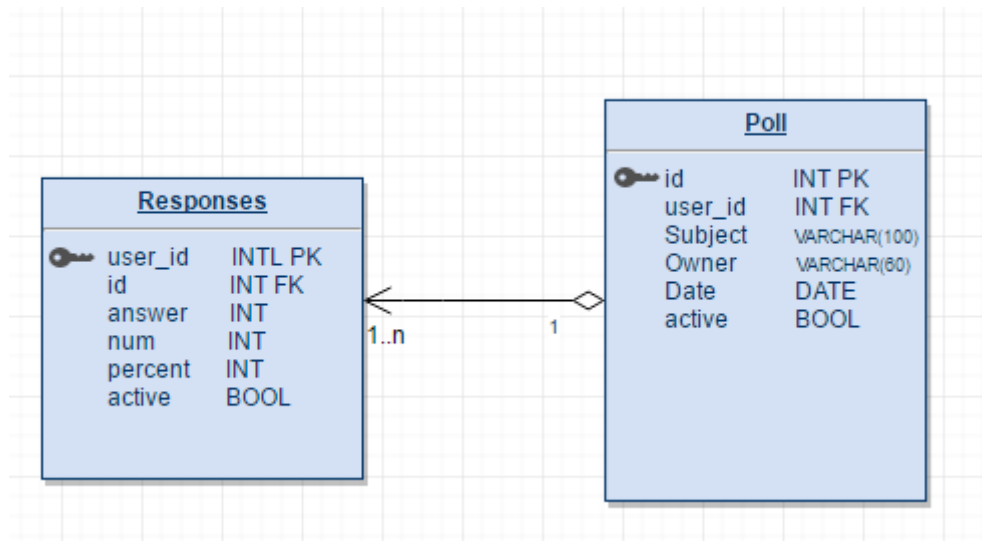 Responses
user_id INTL PK
id INT FK
answer INT
num INT
percent INT
active BOOL
1..n
1
Poll
id INT PK
user_id INT FK
Subject VARCHAR(100)
Owner VARCHAR(60)
Date DATE
active BOOL